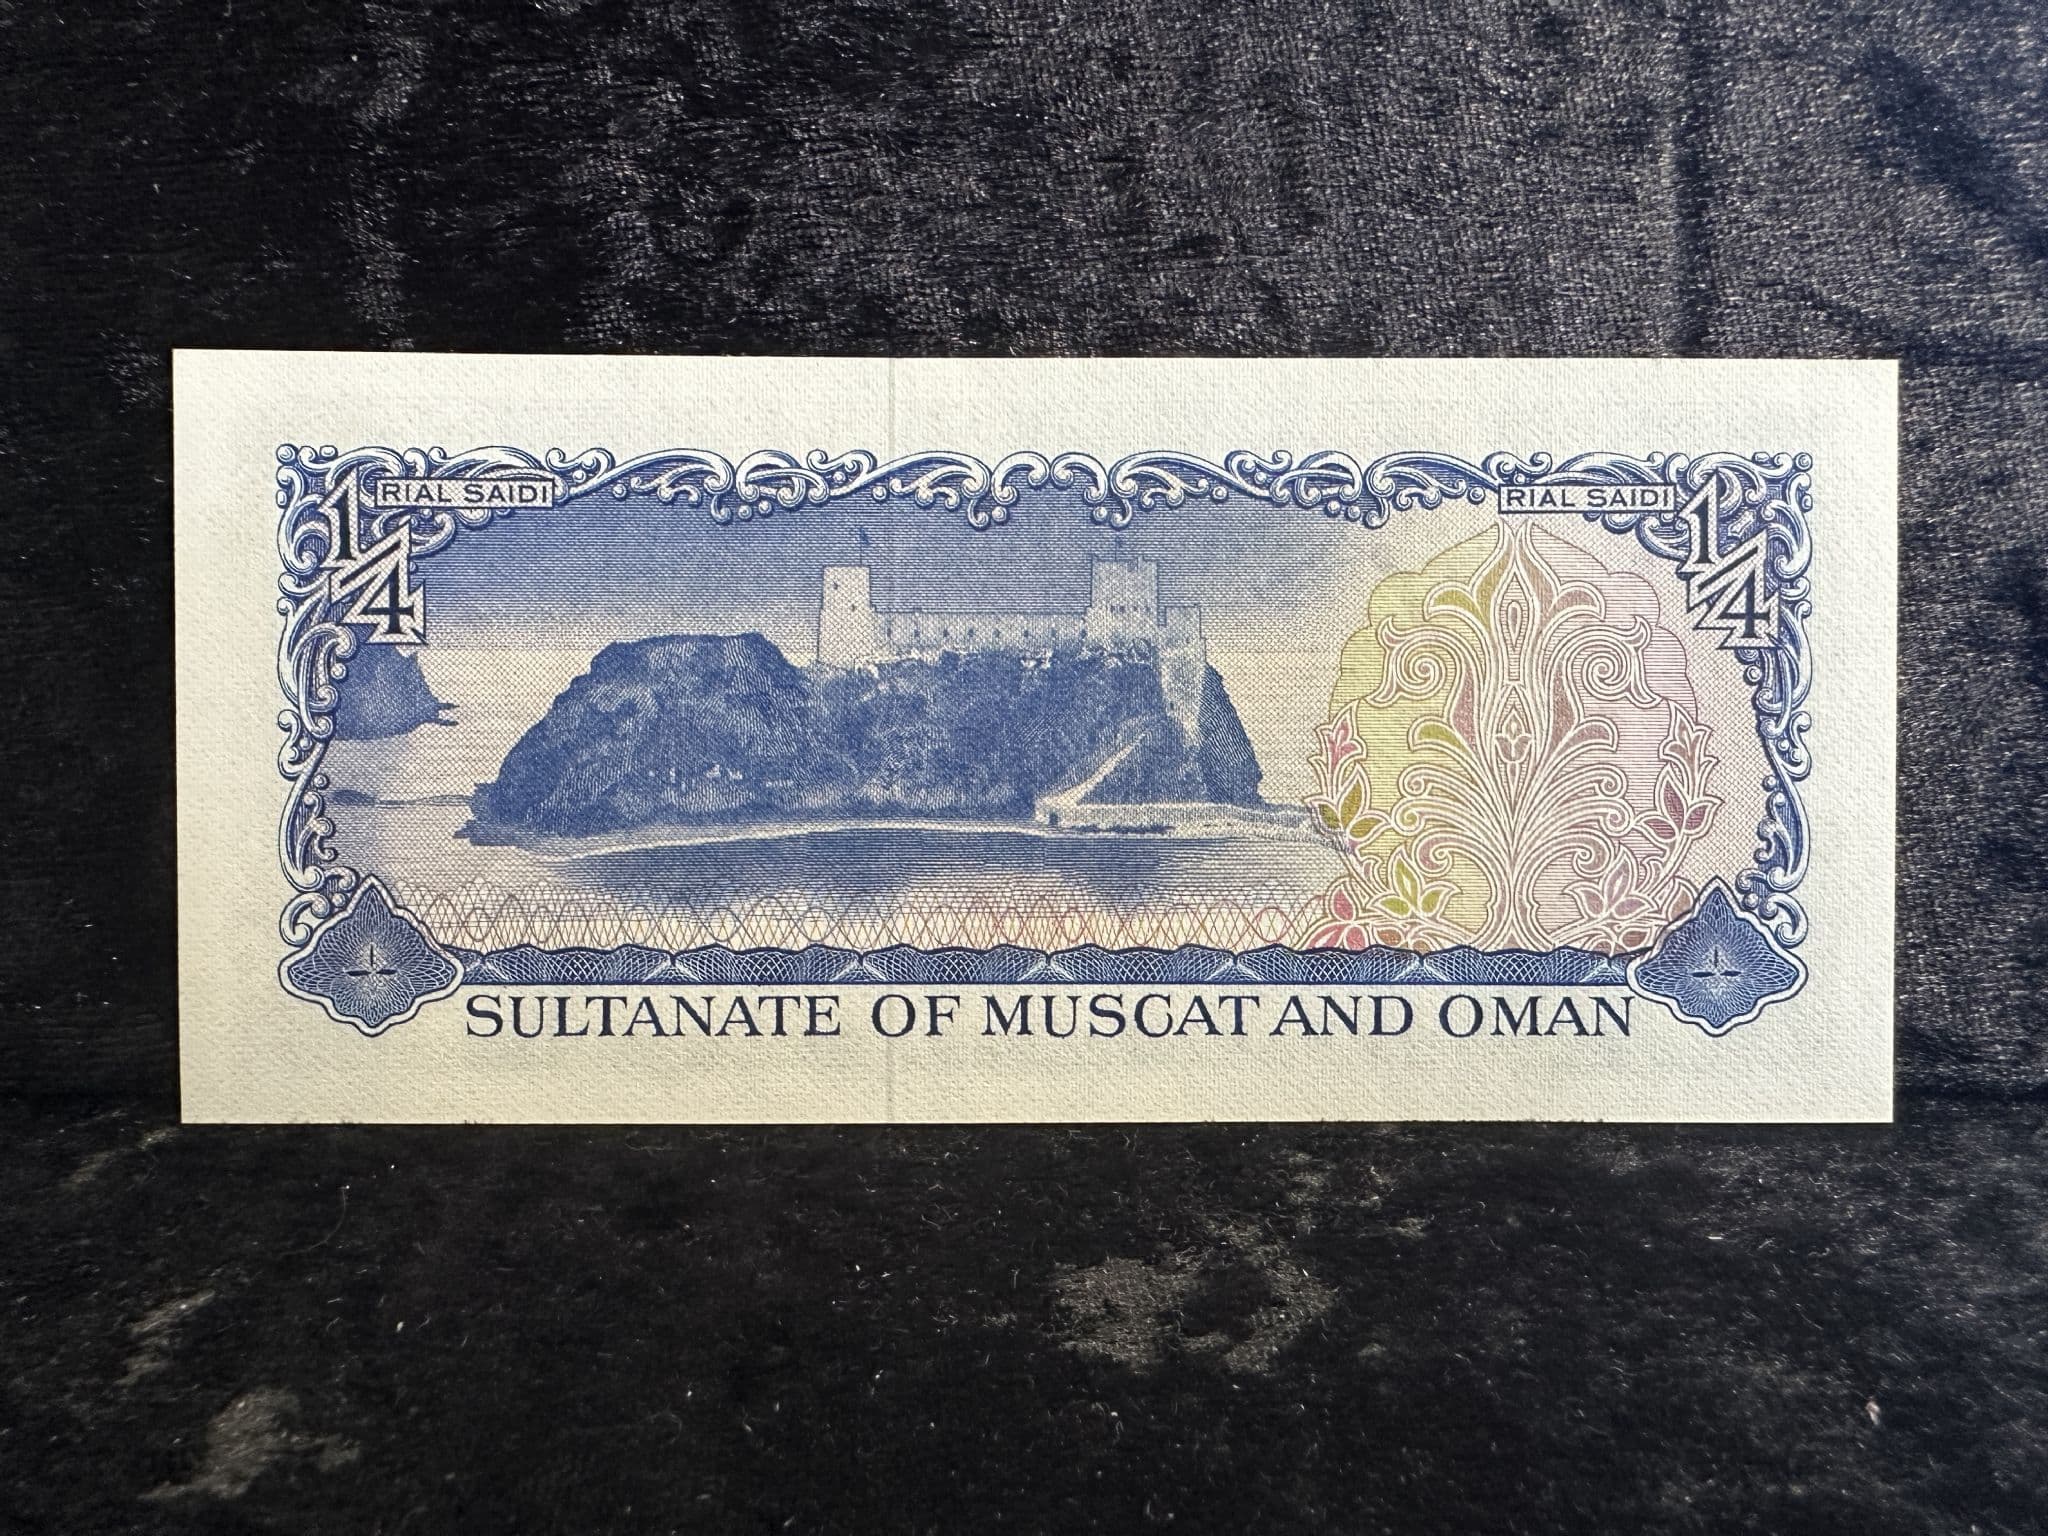 1/4 RIAL SAIDI
RIAL SAIDI 1/4
SULTANATE OF MUSCAT AND OMAN